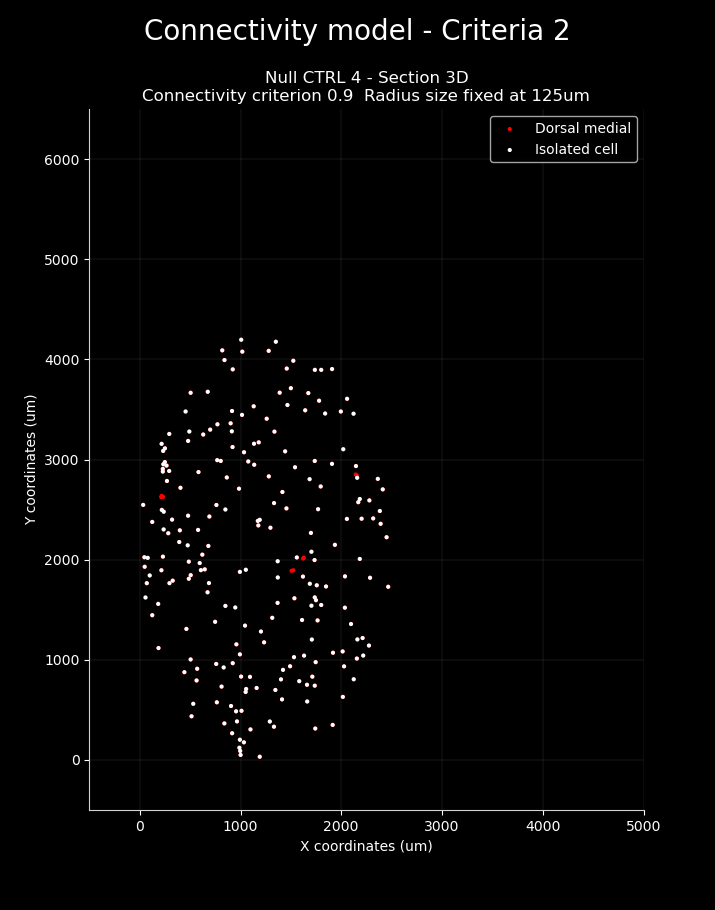 Connectivity model - Criteria 2
Null CTRL 4 - Section 3D
Connectivity criterion 0.9  Radius size fixed at 125um
Dorsal medial
Isolated cell
6000
5000
4000
3000
2000
1000
0
Y coordinates (um)
0 1000 2000 3000 4000 5000
X coordinates (um)